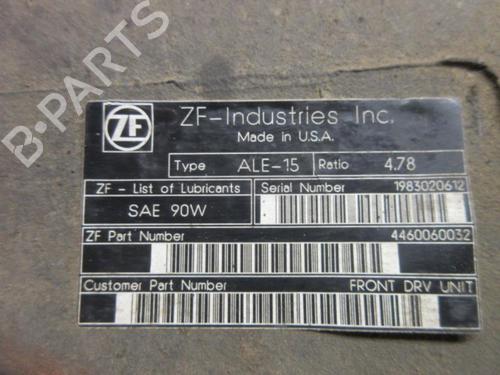 B-PARTS
ZF
ZF-Industries Inc.
Made in U.S.A.
Type ALE-15 Ratio 4.78
ZF - List of Lubricants Serial Number 1983020612
SAE 90W
ZF Part Number 4460060032
Customer Part Number FRONT DRV UNIT